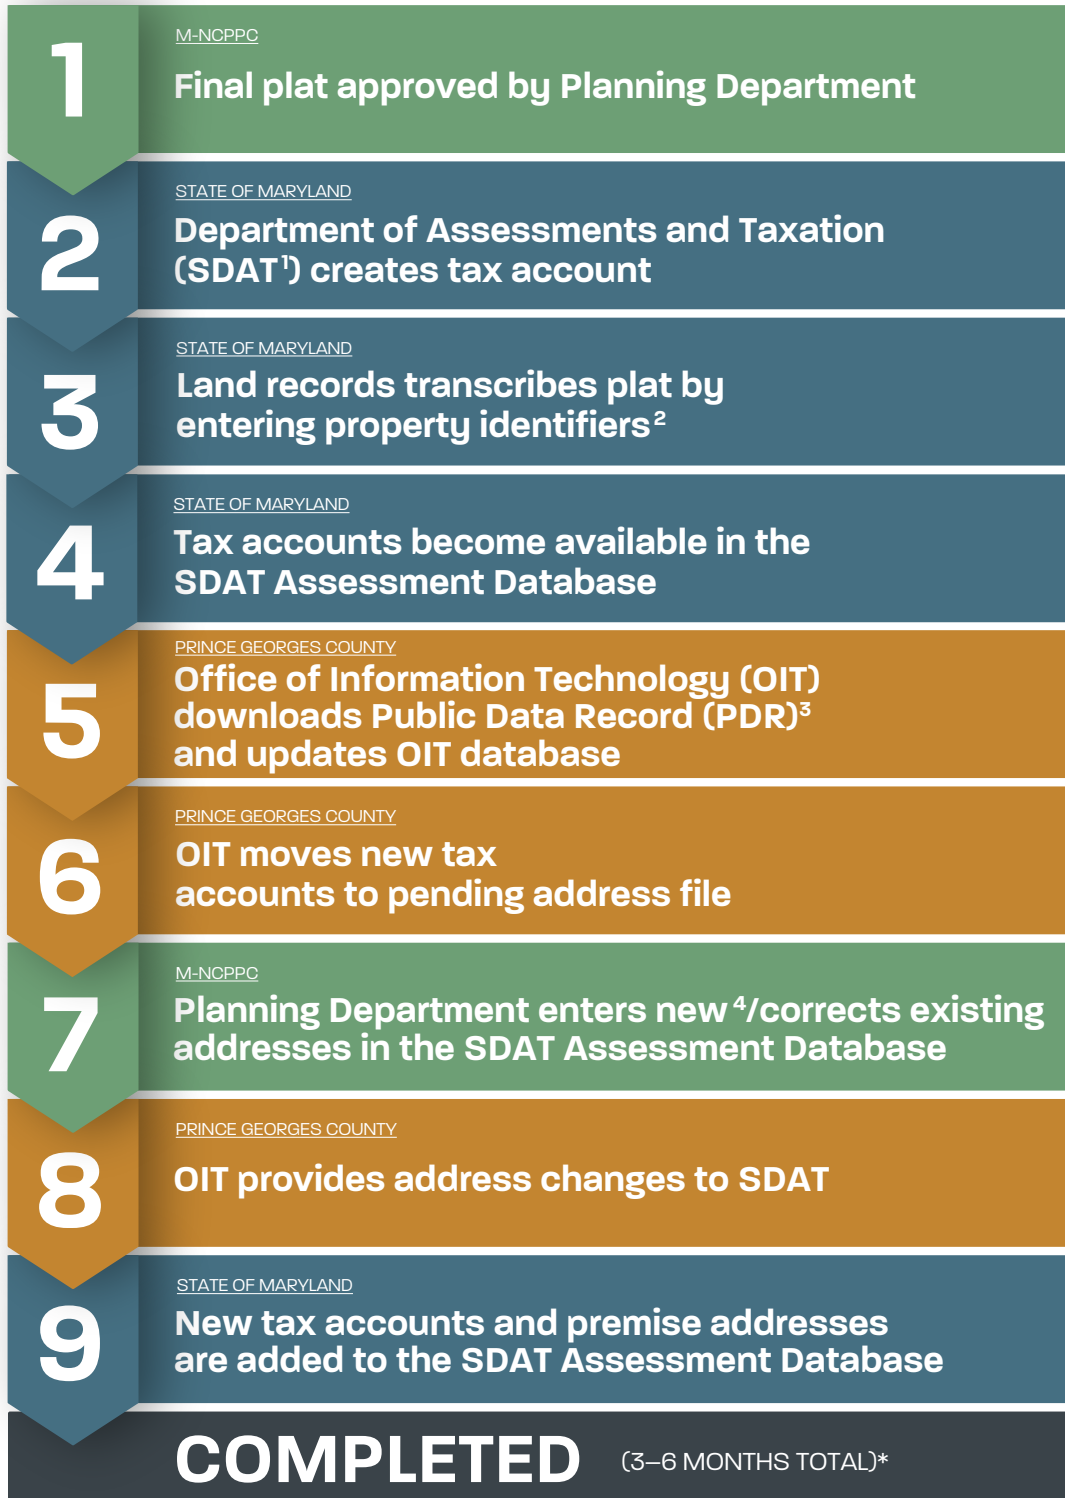 1
M-NCPPC
Final plat approved by Planning Department
2
STATE OF MARYLAND
Department of Assessments and Taxation
(SDAT¹) creates tax account
3
STATE OF MARYLAND
Land records transcribes plat by
entering property identifiers²
4
STATE OF MARYLAND
Tax accounts become available in the
SDAT Assessment Database
5
PRINCE GEORGES COUNTY
Office of Information Technology (OIT)
downloads Public Data Record (PDR)³
and updates OIT database
6
PRINCE GEORGES COUNTY
OIT moves new tax
accounts to pending address file
7
M-NCPPC
Planning Department enters new⁴/corrects existing
addresses in the SDAT Assessment Database
8
PRINCE GEORGES COUNTY
OIT provides address changes to SDAT
9
STATE OF MARYLAND
New tax accounts and premise addresses
are added to the SDAT Assessment Database
COMPLETED (3–6 MONTHS TOTAL)*